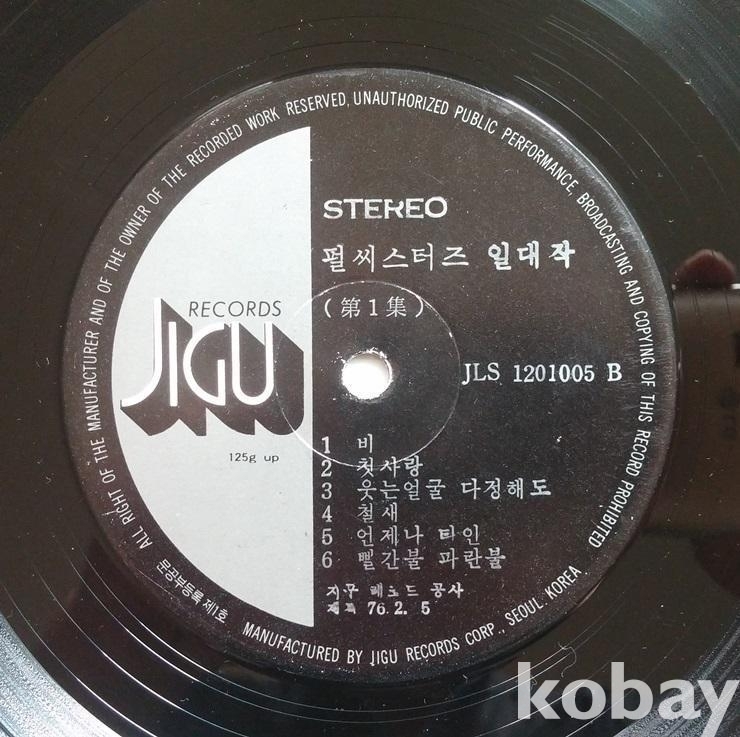 ALL RIGHT OF THE MANUFACTURER AND OF THE OWNER OF THE RECORDED WORK RESERVED, UNAUTHORIZED PUBLIC PERFORMANCE, BROADCASTING AND COPYING OF THIS RECORD PROHIBITED
STEREO
펄씨스터즈 일대작
(第1集)
RECORDS
JIGU
JLS 1201005 B
125g up
1 비
2 첫사랑
3 웃는얼굴 다정해도
4 철새
5 언제나 타인
6 빨간불 파란불
지구 레코드 공사
76.2.5
문공부등록 제1호
MANUFACTURED BY JIGU RECORDS CORP., SEOUL KOREA
kobay